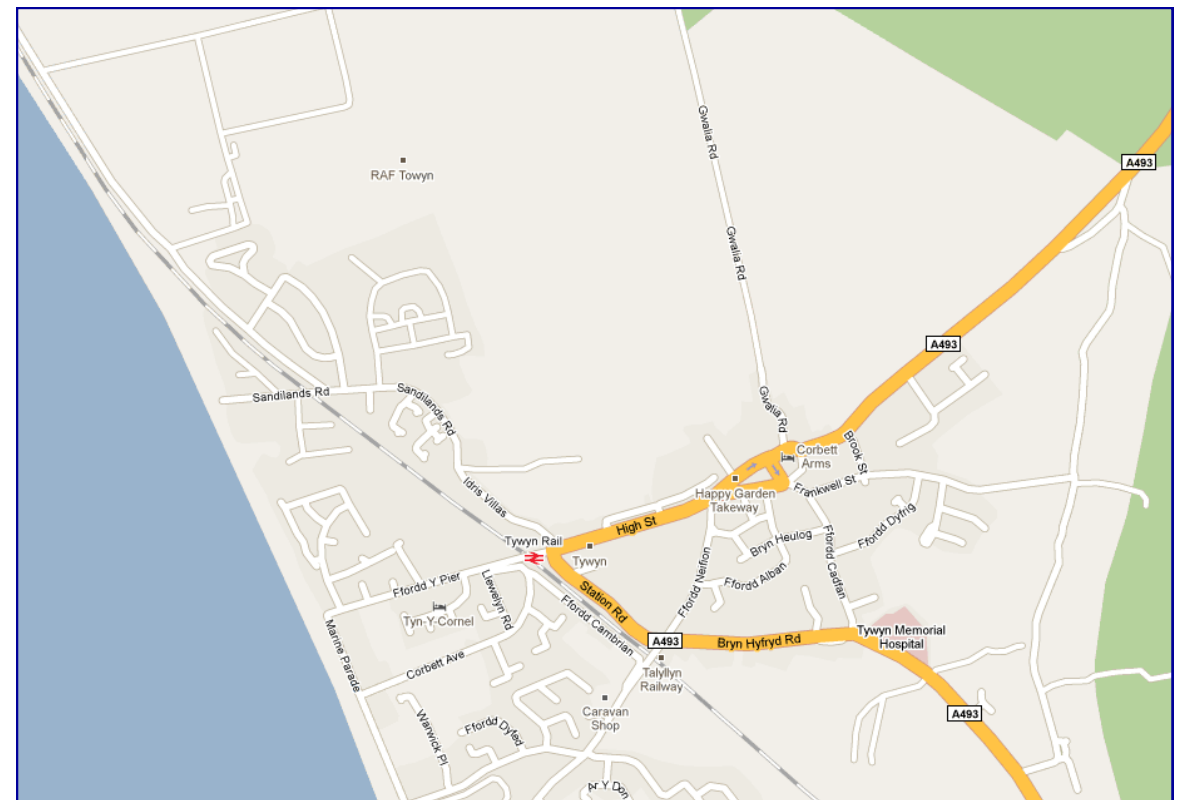 Gwalia Rd
A493
RAF Towyn
Gwalia Rd
A493
Sandilands Rd
Sandilands Rd
Gwalia Rd
Brook St
Corbett
Arms
Idris Villas
Happy Garden
Takeway
Frankwell St
High St
Ffordd Dyfrig
Tywyn Rail
Tywyn
Bryn Heulog
Ffordd Y Pier
Llewelyn Rd
Ffordd Neifion
Ffordd Alban
Ffordd Cadfan
Station Rd
Ffordd Cambrian
Tyn-Y-Cornel
Marine Parade
A493
Bryn Hyfryd Rd
Tywyn Memorial
Hospital
Corbett Ave
Talyllyn
Railway
Warwick Pl
Ffordd Dyfed
Caravan
Shop
A493
Ar Y Don